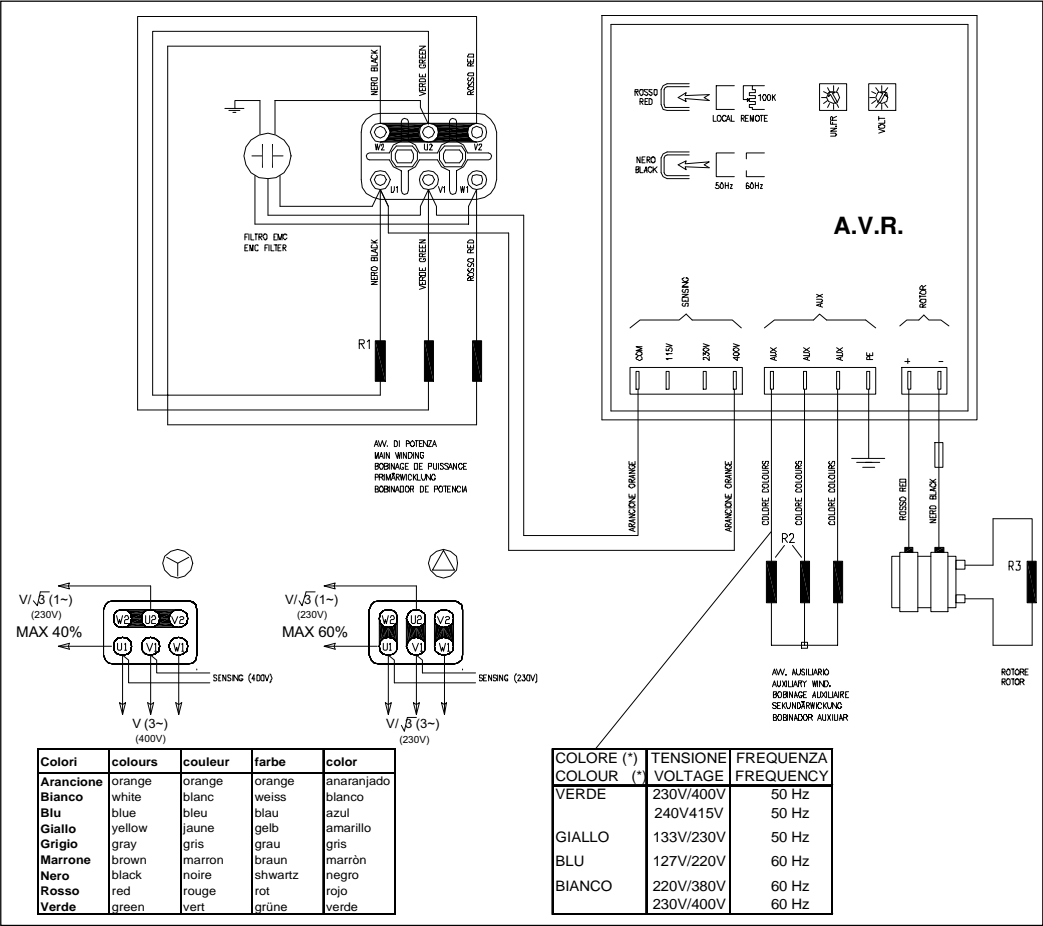 NERO BLACK
VERDE GREEN
ROSSO RED
W2
U2
V2
U1
V1
W1
FILTRO EMC
EMC FILTER
NERO BLACK
VERDE GREEN
ROSSO RED
R1
AVV. DI POTENZA
MAIN WINDING
BOBINAGE DE PUISSANCE
PRIMÄRWICKLUNG
BOBINADOR DE POTENCIA
ROSSO
RED
LOCAL
REMOTE
100K
UN.FR
VOLT
NERO
BLACK
50Hz
60Hz
A.V.R.
SENSING
AUX
ROTOR
COM
115V
230V
400V
AUX
AUX
AUX
PE
+
-
ARANCIONE ORANGE
ARANCIONE ORANGE
COLORE COLOURS
COLORE COLOURS
COLORE COLOURS
ROSSO RED
NERO BLACK
R2
R3
AVV. AUSILIARIO
AUXILIARY WIND.
BOBINAGE AUXILIAIRE
SEKUNDÄRWICKUNG
BOBINADOR AUXILIAR
ROTORE
ROTOR
V/√3 (1~)
(230V)
MAX 40%
W2 U2 V2
U1 V1 W1
SENSING (400V)
V (3~)
(400V)
V/√3 (1~)
(230V)
MAX 60%
W2 U2 V2
U1 V1 W1
SENSING (230V)
V/√3 (3~)
(230V)
Colori colours couleur farbe color
Arancione orange orange orange anaranjado
Bianco white blanc weiss blanco
Blu blue bleu blau azul
Giallo yellow jaune gelb amarillo
Grigio gray gris grau gris
Marrone brown marron braun marròn
Nero black noire shwartz negro
Rosso red rouge rot rojo
Verde green vert grüne verde
COLORE (*) TENSIONE FREQUENZA
COLOUR (*) VOLTAGE FREQUENCY
VERDE 230V/400V 50 Hz
240V415V 50 Hz
GIALLO 133V/230V 50 Hz
BLU 127V/220V 60 Hz
BIANCO 220V/380V 60 Hz
230V/400V 60 Hz